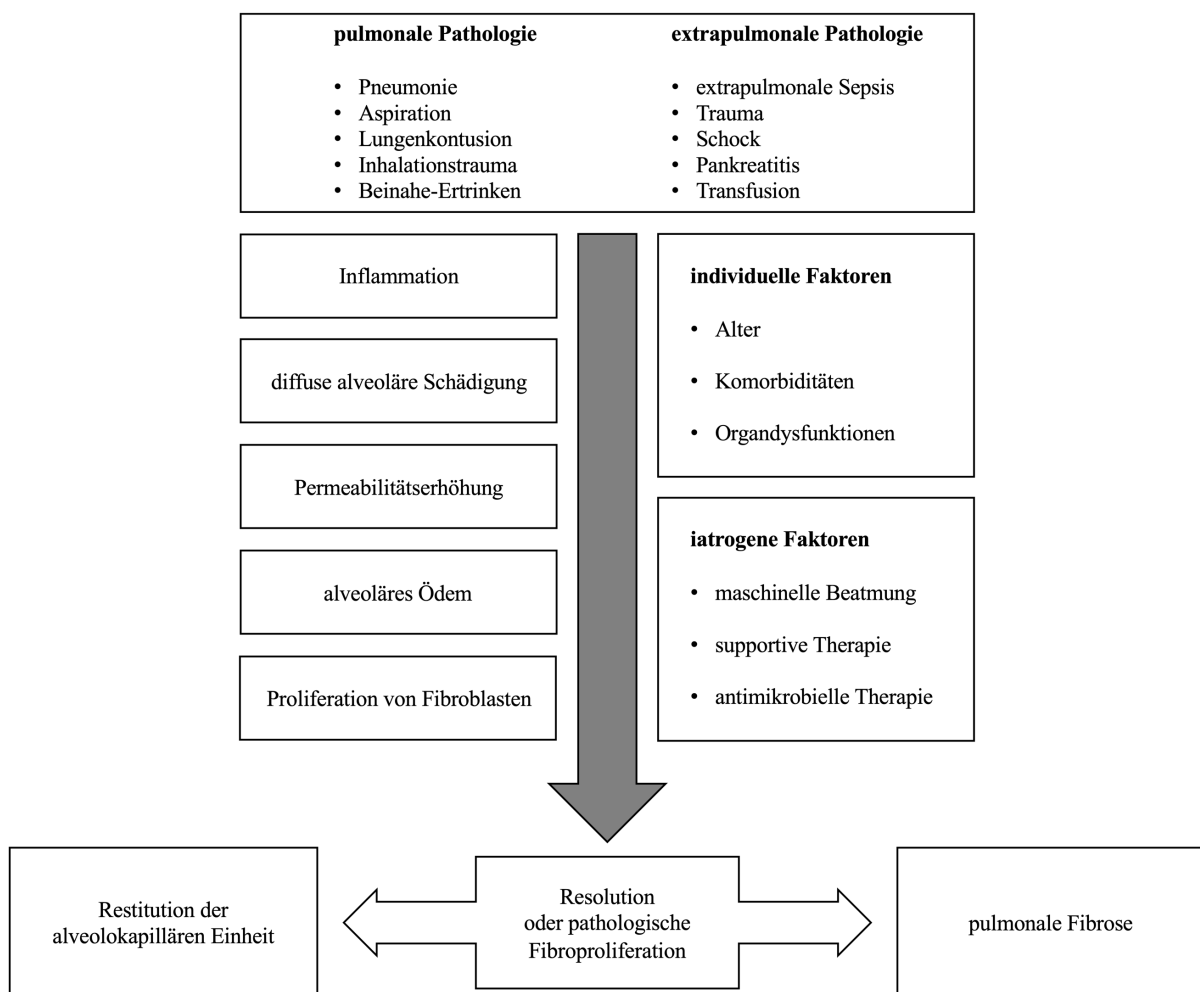 pulmonale Pathologie
• Pneumonie
• Aspiration
• Lungenkontusion
• Inhalationstrauma
• Beinahe-Ertrinken
extrapulmonale Pathologie
• extrapulmonale Sepsis
• Trauma
• Schock
• Pankreatitis
• Transfusion
Inflammation
diffuse alveoläre Schädigung
Permeabilitätserhöhung
alveoläres Ödem
Proliferation von Fibroblasten
individuelle Faktoren
• Alter
• Komorbiditäten
• Organdysfunktionen
iatrogene Faktoren
• maschinelle Beatmung
• supportive Therapie
• antimikrobielle Therapie
Restitution der
alveolokapillären Einheit
Resolution
oder pathologische
Fibroproliferation
pulmonale Fibrose